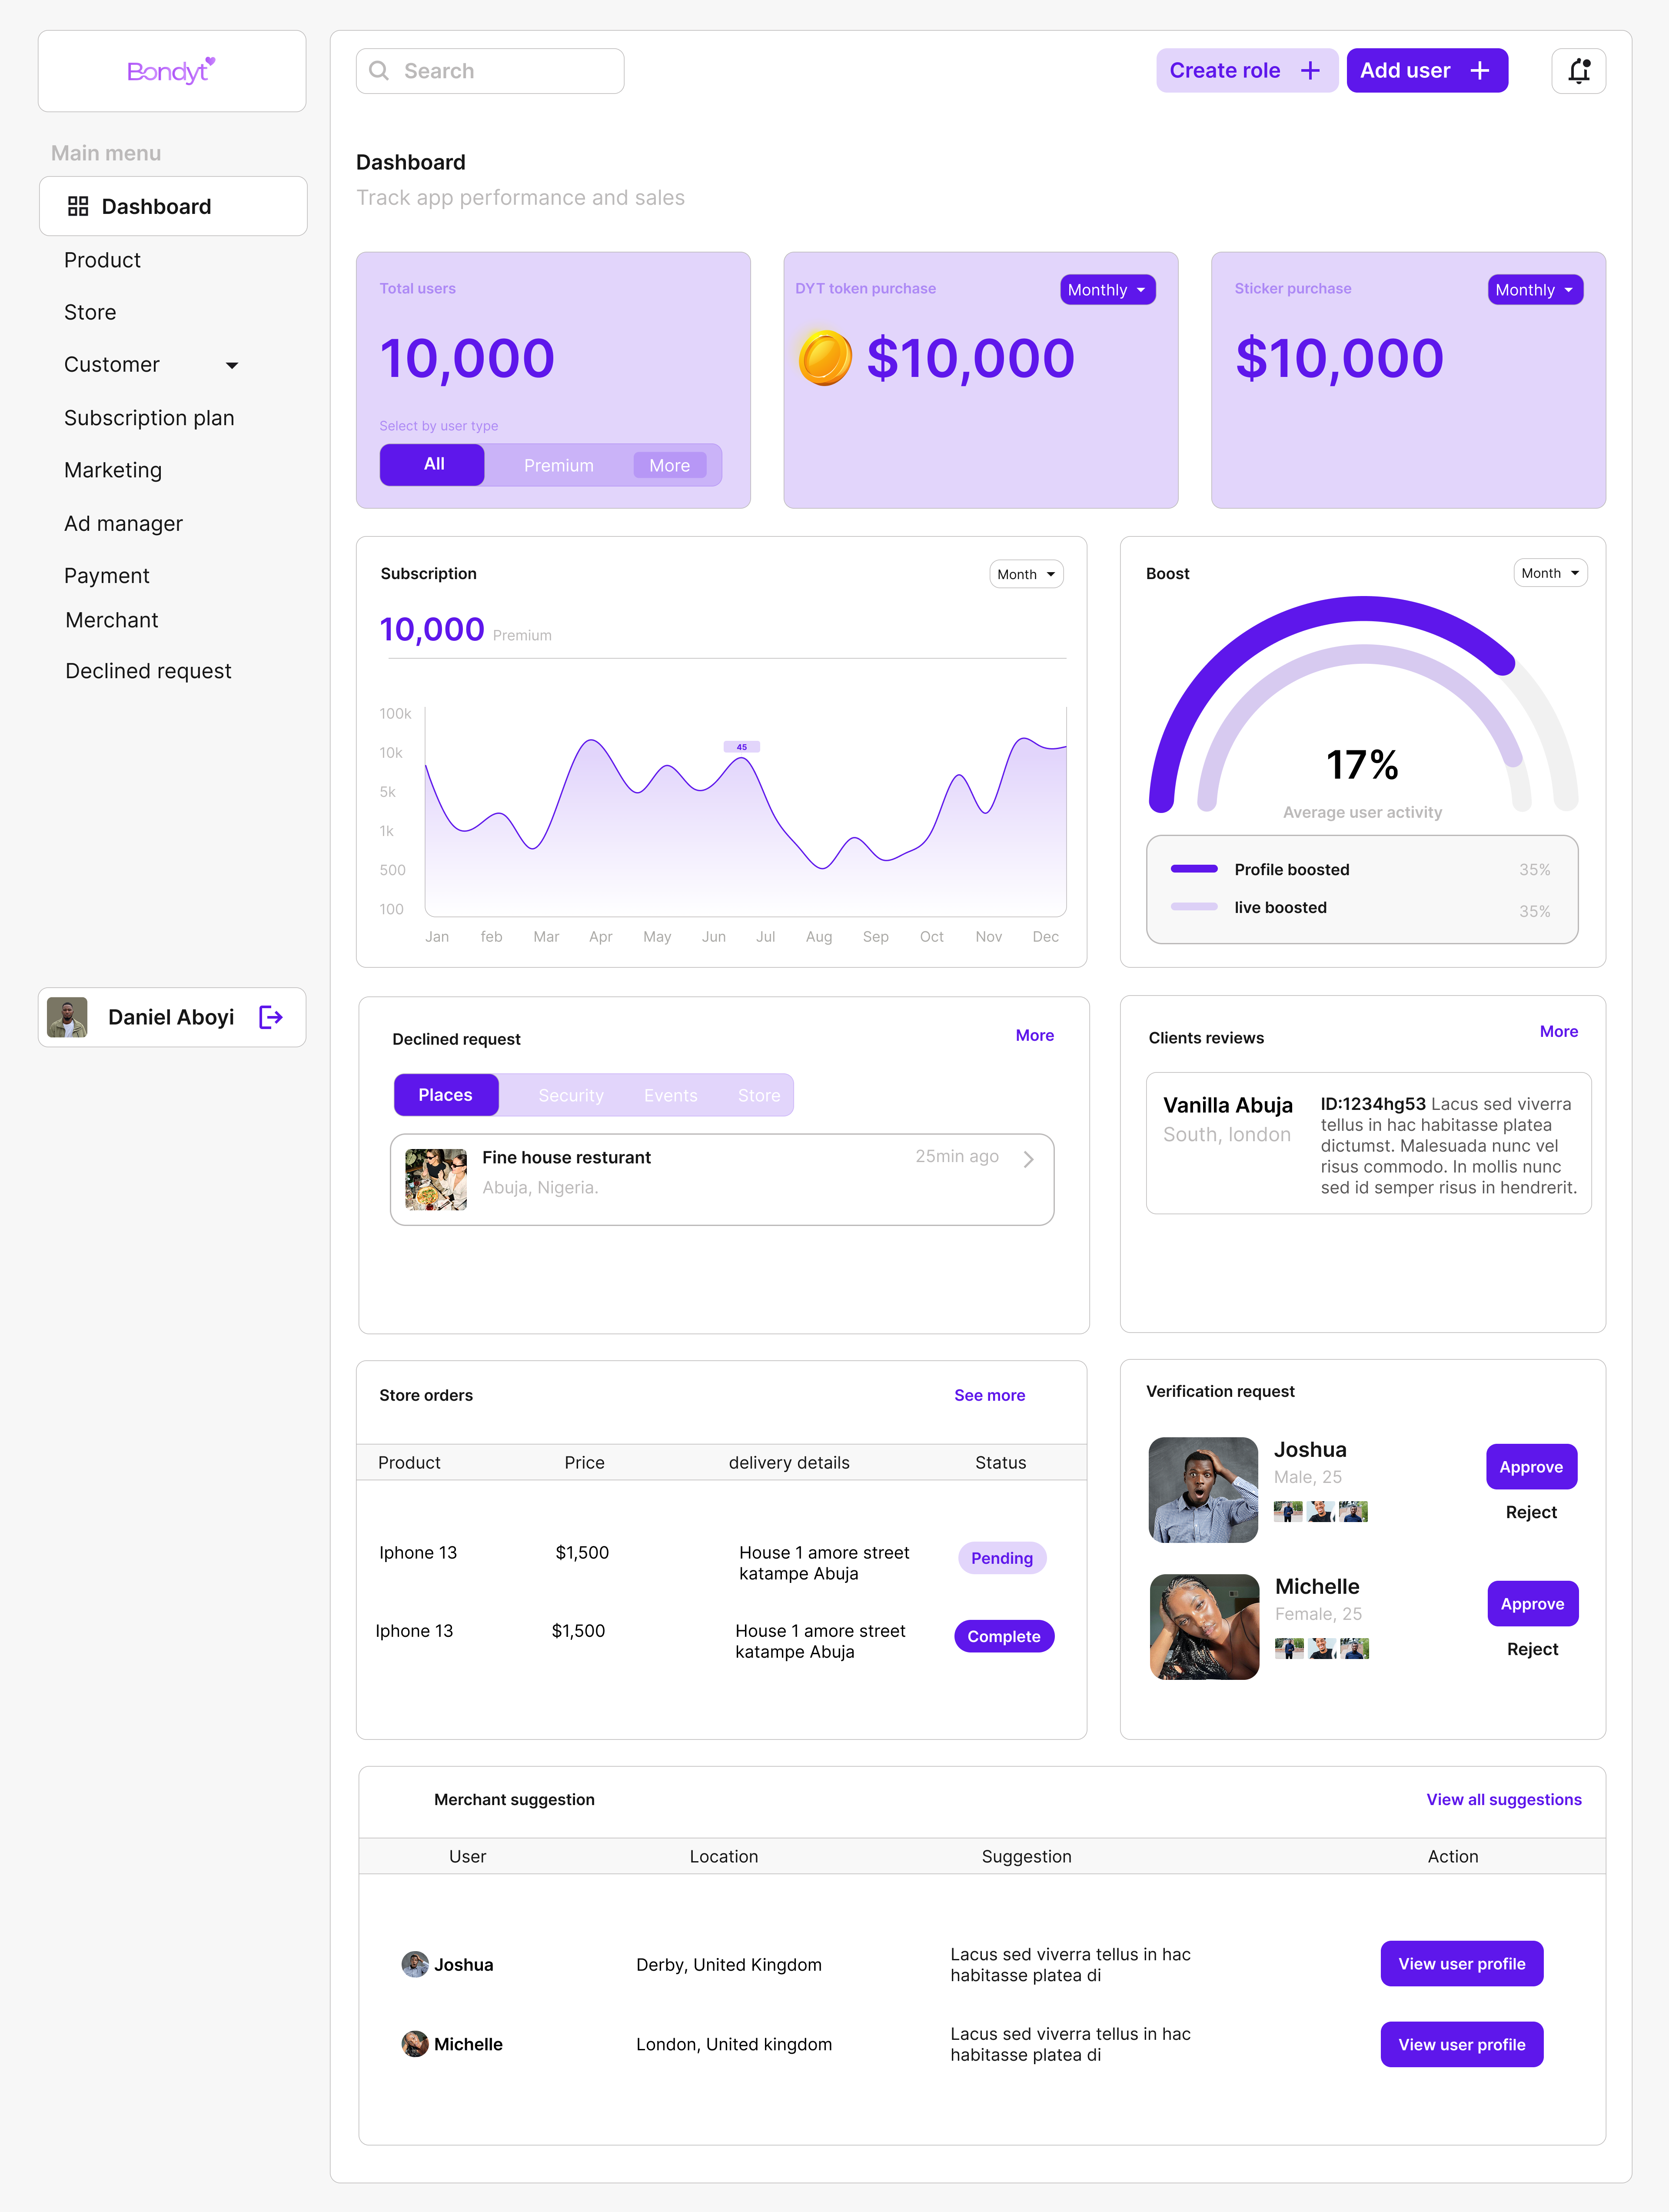 Bondyt
Search
Create role
Add user
Main menu
Dashboard
Product
Store
Customer
Subscription plan
Marketing
Ad manager
Payment
Merchant
Declined request
Daniel Aboyi
Dashboard
Track app performance and sales
Total users
10,000
Select by user type
All
Premium
More
DYT token purchase
Monthly
$10,000
Sticker purchase
Monthly
$10,000
Subscription
Month
10,000 Premium
100k
10k
5k
1k
500
100
45
Jan feb Mar Apr May Jun Jul Aug Sep Oct Nov Dec
Boost
Month
17%
Average user activity
Profile boosted 35%
live boosted 35%
Declined request
More
Places Security Events Store
Fine house resturant
25min ago
Abuja, Nigeria.
Clients reviews
More
Vanilla Abuja
South, london
ID:1234hg53 Lacus sed viverra
tellus in hac habitasse platea
dictumst. Malesuada nunc vel
risus commodo. In mollis nunc
sed id semper risus in hendrerit.
Store orders
See more
Product Price delivery details Status
Iphone 13
$1,500
House 1 amore street
katampe Abuja
Pending
Iphone 13
$1,500
House 1 amore street
katampe Abuja
Complete
Verification request
Joshua
Male, 25
Approve
Reject
Michelle
Female, 25
Approve
Reject
Merchant suggestion
View all suggestions
User Location Suggestion Action
Joshua
Derby, United Kingdom
Lacus sed viverra tellus in hac
habitasse platea di
View user profile
Michelle
London, United kingdom
Lacus sed viverra tellus in hac
habitasse platea di
View user profile